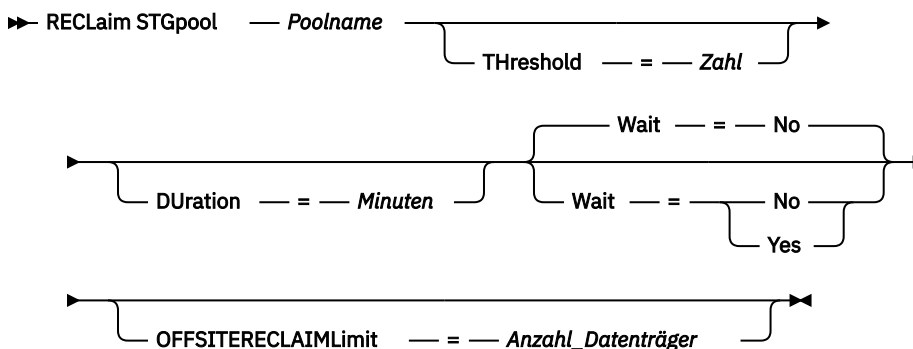 RECLaim STGpool Poolname
THreshold = Zahl
Wait = No
DUration = Minuten Wait = No
Yes
OFFSITERECLAIMLimit = Anzahl_Datenträger